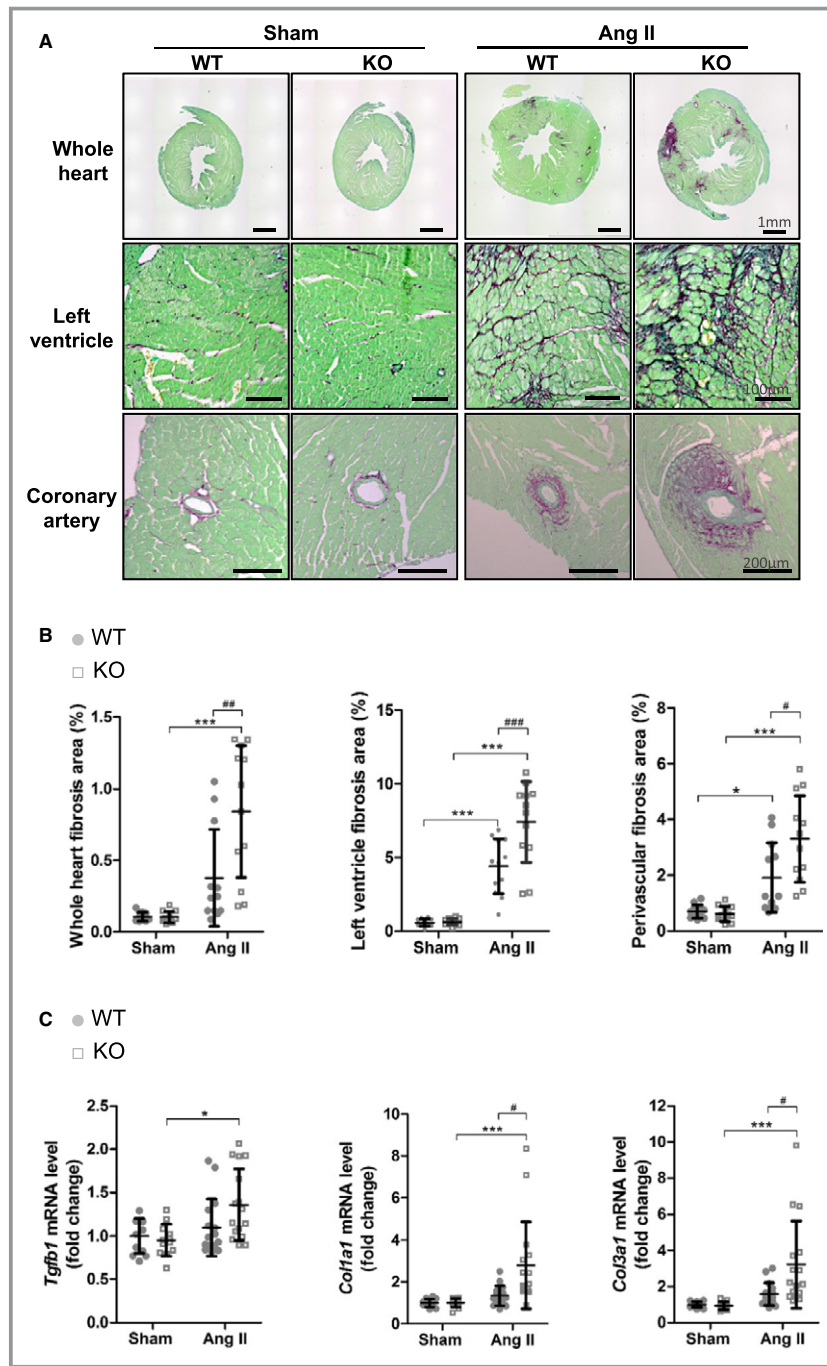 A
Sham
Ang II
WT
KO
WT
KO
Whole
heart
1mm
Left
ventricle
100µm
Coronary
artery
200µm
B
WT
KO
Whole heart fibrosis area (%)
1.5
1.0
0.5
0.0
***
##
Sham
Ang II
Left ventricle fibrosis area (%)
15
10
5
0
***
***
###
Sham
Ang II
Perivascular fibrosis area (%)
8
6
4
2
0
*
***
#
Sham
Ang II
C
WT
KO
Tgfb1 mRNA level
(fold change)
2.5
2.0
1.5
1.0
0.5
0.0
*
Sham
Ang II
Col1a1 mRNA level
(fold change)
10
8
6
4
2
0
***
#
Sham
Ang II
Col3a1 mRNA level
(fold change)
12
10
8
6
4
2
0
***
#
Sham
Ang II